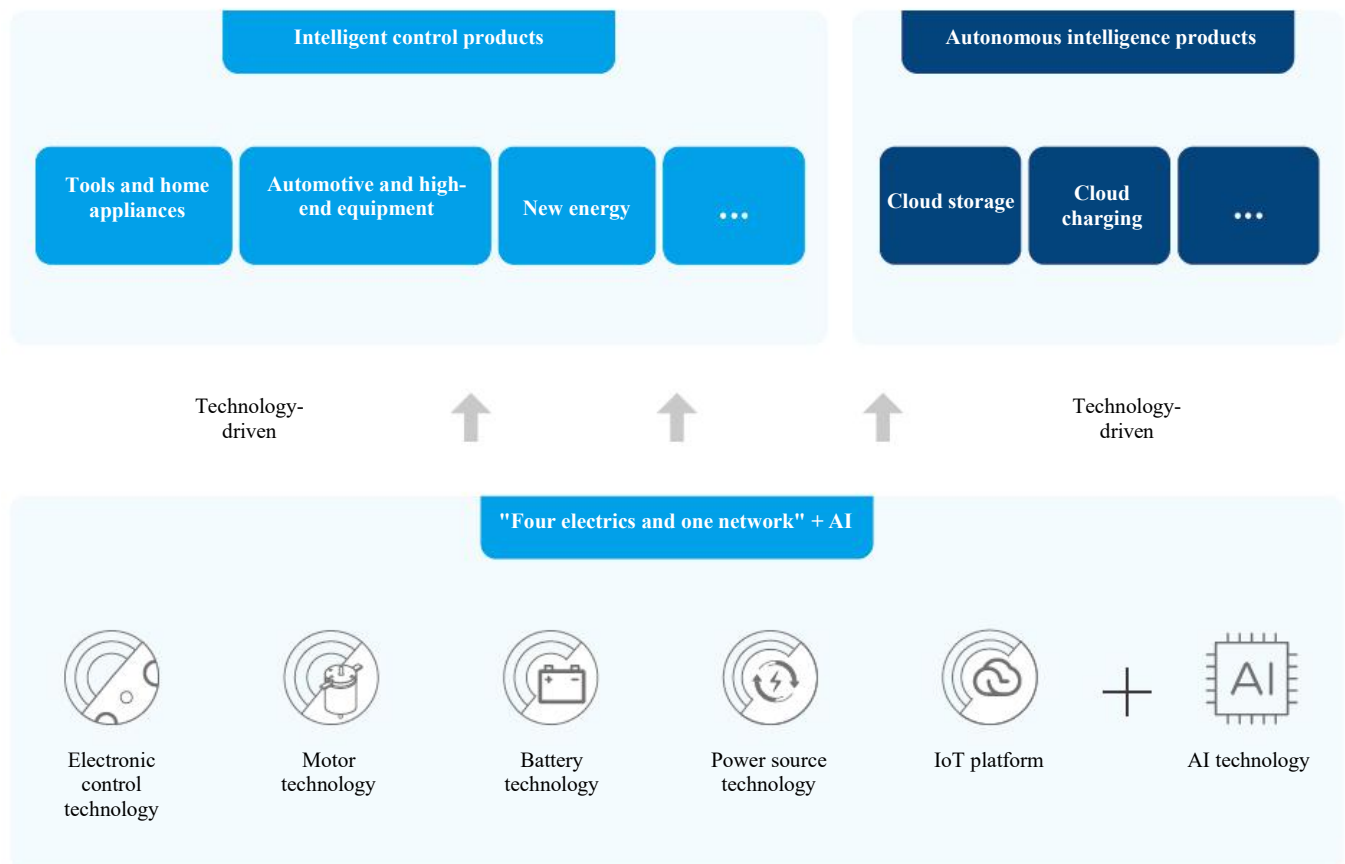 Intelligent control products
Autonomous intelligence products
Tools and home
appliances
Automotive and high-
end equipment
New energy
...
Cloud storage
Cloud
charging
...
Technology-
driven
Technology-
driven
"Four electrics and one network" + AI
+ -
AI
Electronic
control
technology
Motor
technology
Battery
technology
Power source
technology
IoT platform
AI technology